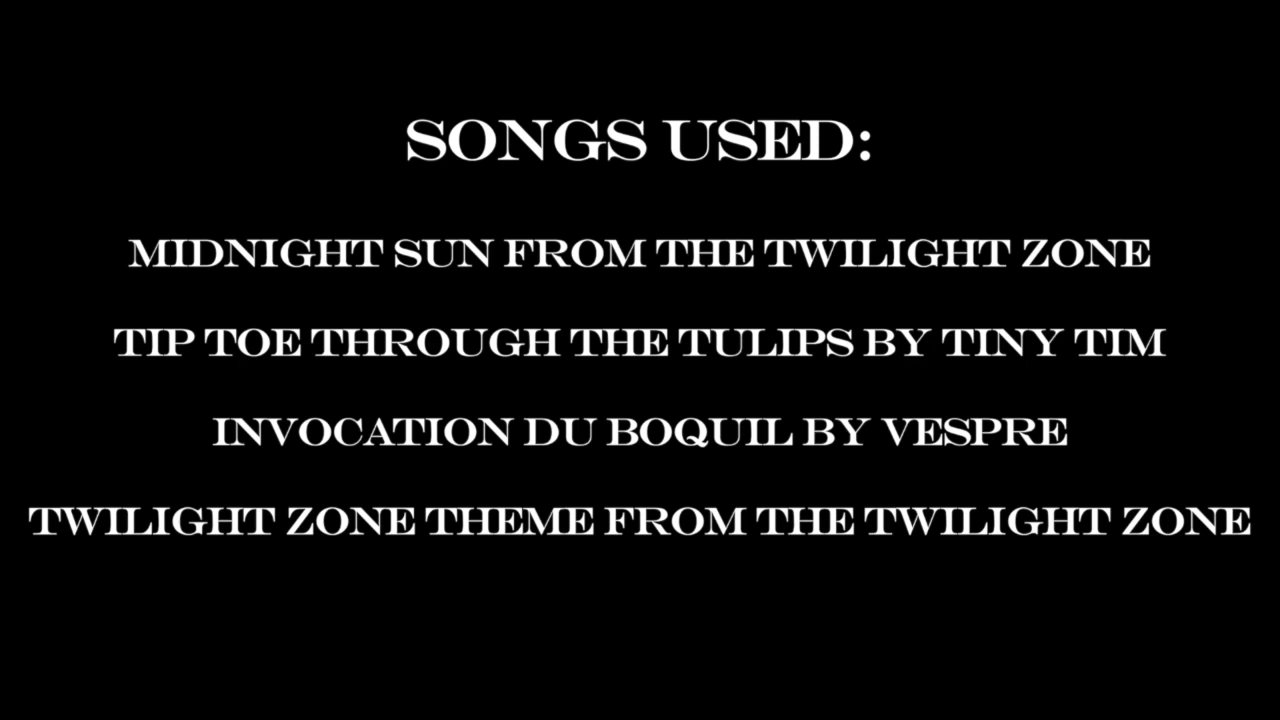 SONGS USED:
MIDNIGHT SUN FROM THE TWILIGHT ZONE
TIP TOE THROUGH THE TULIPS BY TINY TIM
INVOCATION DU BOQUIL BY VESPRE
TWILIGHT ZONE THEME FROM THE TWILIGHT ZONE